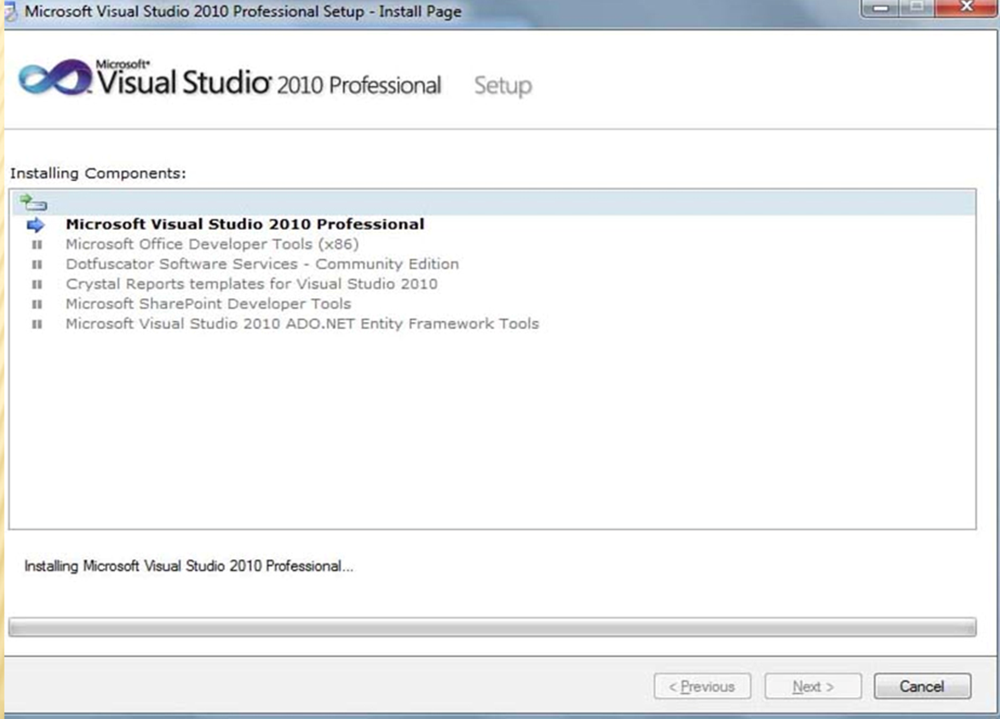 Microsoft Visual Studio 2010 Professional Setup - Install Page
Microsoft®
Visual Studio® 2010 Professional Setup
Installing Components:
Microsoft Visual Studio 2010 Professional
Microsoft Office Developer Tools (x86)
Dotfuscator Software Services - Community Edition
Crystal Reports templates for Visual Studio 2010
Microsoft SharePoint Developer Tools
Microsoft Visual Studio 2010 ADO.NET Entity Framework Tools
Installing Microsoft Visual Studio 2010 Professional...
< Previous Next > Cancel